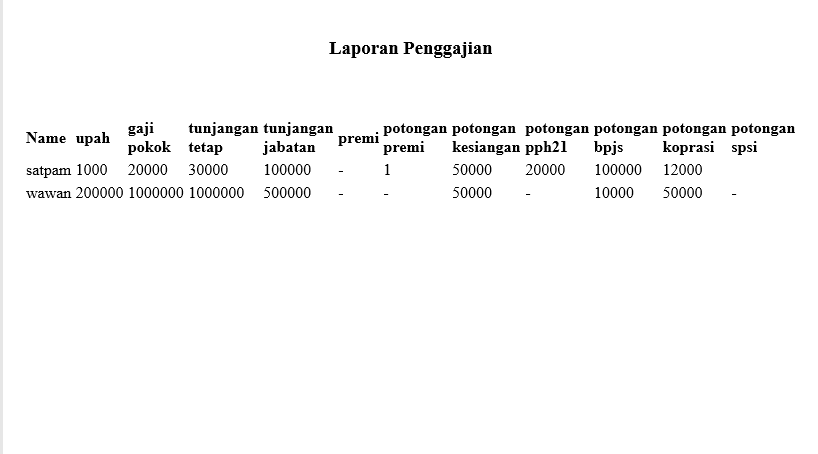 Laporan Penggajian
Name upah gaji pokok tunjangan tetap tunjangan jabatan premi potongan premi potongan kesiangan potongan pph21 potongan bpjs potongan koprasi potongan spsi
satpam 1000 20000 30000 100000 - 1 50000 20000 100000 12000
wawan 200000 1000000 1000000 500000 - - 50000 - 10000 50000 -